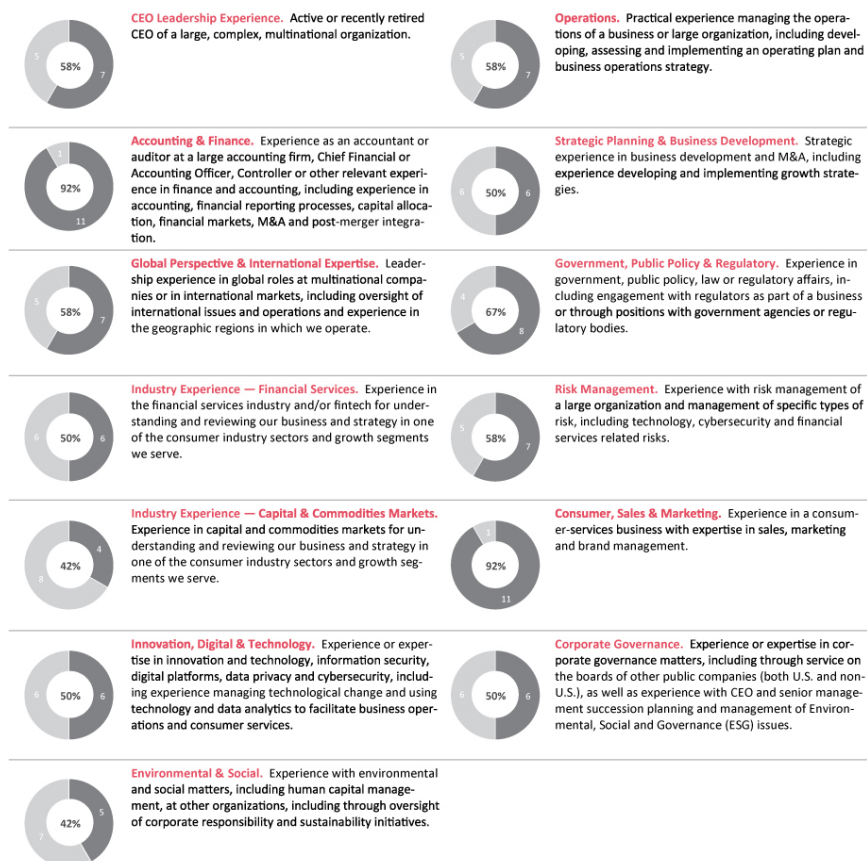 CEO Leadership Experience. Active or recently retired
CEO of a large, complex, multinational organization.
5
58%
7
Operations. Practical experience managing the opera-
tions of a business or large organization, including devel-
oping, assessing and implementing an operating plan and
business operations strategy.
5
58%
7
Accounting & Finance. Experience as an accountant or
auditor at a large accounting firm, Chief Financial or
Accounting Officer, Controller or other relevant experi-
ence in finance and accounting, including experience in
accounting, financial reporting processes, capital alloca-
tion, financial markets, M&A and post-merger integra-
tion.
1
92%
11
Strategic Planning & Business Development. Strategic
experience in business development and M&A, including
experience developing and implementing growth strate-
gies.
6
50%
6
Global Perspective & International Expertise. Leader-
ship experience in global roles at multinational compa-
nies or in international markets, including oversight of
international issues and operations and experience in
the geographic regions in which we operate.
5
58%
7
Government, Public Policy & Regulatory. Experience in
government, public policy, law or regulatory affairs, in-
cluding engagement with regulators as part of a business
or through positions with government agencies or regu-
latory bodies.
4
67%
8
Industry Experience — Financial Services. Experience in
the financial services industry and/or fintech for under-
standing and reviewing our business and strategy in one
of the consumer industry sectors and growth segments
we serve.
6
50%
6
Risk Management. Experience with risk management of
a large organization and management of specific types of
risk, including technology, cybersecurity and financial
services related risks.
5
58%
7
Industry Experience — Capital & Commodities Markets.
Experience in capital and commodities markets for un-
derstanding and reviewing our business and strategy in
one of the consumer industry sectors and growth seg-
ments we serve.
4
42%
8
Consumer, Sales & Marketing. Experience in a consum-
er-services business with expertise in sales, marketing
and brand management.
1
92%
11
Innovation, Digital & Technology. Experience or exper-
tise in innovation and technology, information security,
digital platforms, data privacy and cybersecurity, includ-
ing experience managing technological change and using
technology and data analytics to facilitate business oper-
ations and consumer services.
6
50%
6
Corporate Governance. Experience or expertise in cor-
porate governance matters, including through service on
the boards of other public companies (both U.S. and non-
U.S.), as well as experience with CEO and senior manage-
ment succession planning and management of Environ-
mental, Social and Governance (ESG) issues.
6
50%
6
Environmental & Social. Experience with environmental
and social matters, including human capital manage-
ment, at other organizations, including through oversight
of corporate responsibility and sustainability initiatives.
5
42%
7